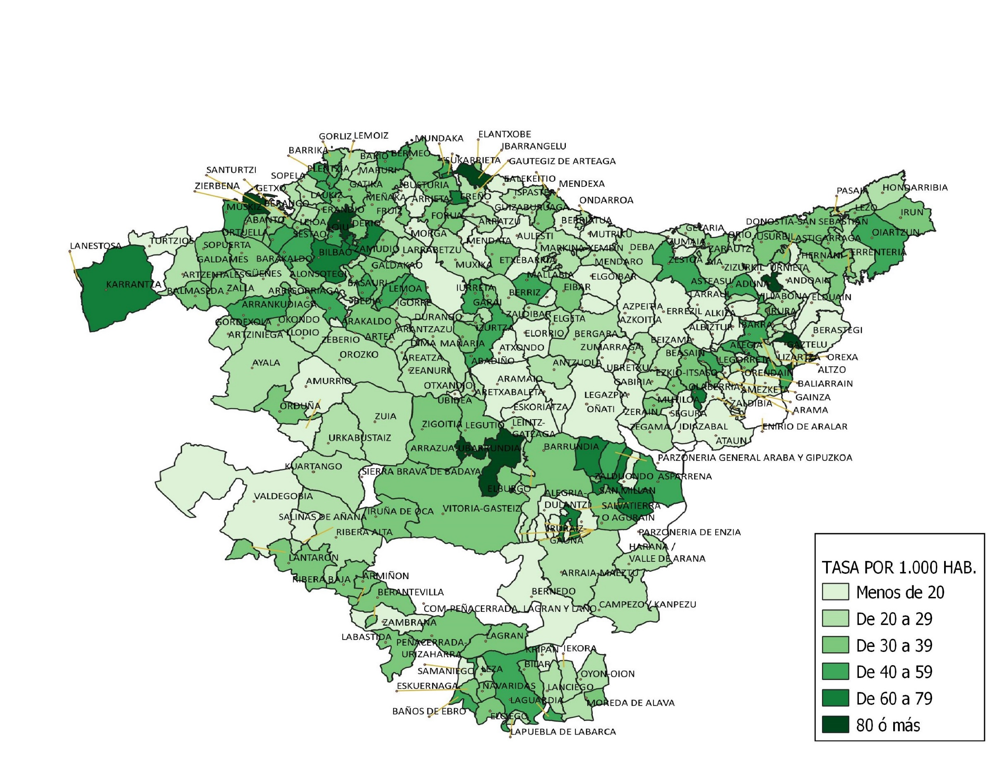 ELANTXOBE
GORLIZ LEMOIZ
MUNDAKA
IBARRANGELU
BARRIKA
BAKIO BERMEO
SUKARRIETA GAUTEGIZ DE ARTEAGA
SANTURTZI
PLENTZIA MARURI
SOPELA
EALEKEITIO
MENDEXA
ZIERBENA GETXO
GATIKA BUSTURIA
ISPASTER
PASAIA HONDARRIBIA
LAUKIZ
MEÑAKA ARRIETA EREÑO
ONDARROA
BERANGO
MUSKIZ
ERANDIO FRUIZ
GUIZABURUAGA
LEZO
IRUN
ABANTO
LEIOA LOIU DERIO
FORUA
ARRATZU
BERRIATUA
DONOSTIA-SAN SEBASTIAN
ORTUELLA
SESTAO
MORGA
AULESTI
MUTRIKU
GETARIA
ORIO USURBIL
LASTIGARRAGA
OIARTZUN
LANESTOSA
TURTZIOS
SOPUERTA
MENDATA
ZUMAIA
BILBAO ZAMUDIO LARRABETZU
MARKINA-XEMEIN DEBA
ZARAUTZ
HERNANI ERRENTERIA
GALDAMES BARAKALDO
GALDAKAO
MUXIKA
ETXEBARRIA
MENDARO
ZESTOA AIA
ZIZURKIL URNIETA
ARTZENTALES GÜEÑES ALONSOTEGI
MALLABIA
ELGOIBAR
KARRANTZA
BASAURI
ASTEASU ADUNA
ANDOAIN
BALMASEDA ZALLA ARRIGORRIAGA
LEMOA
IURRETA
BERRIZ
EIBAR
LARRAUL
VILLABONA ELDUAIN
ARRANKUDIAGA
BEDIA IGORRE
GARAI
AZPEITIA
ERREZIL ALKIZA
IRURA
GORDEXOLA OKONDO
ARAKALDO
DURANGO
ZALDIBAR ELGETA
AZKOITIA
ARANTZAZU
IZURTZA
ALBIZTUR IBARRA
BERASTEGI
ARTZINIEGA LLODIO
ZEBERIO ARTEA
ELORRIO
BERGARA
BEIZAMA
DIMA MAÑARIA
ATXONDO
ZUMARRAGA
ALEGIA
GAZTELU
OROZKO
BEASAIN
LIZARTZA OREXA
AREATZA
ABADIÑO
LEGORRETA
AYALA
ZEANURI
ANTZUOLA URRETXU
EZKIO-ITSASO
ORENDAIN
ALTZO
AMURRIO
ARAMAIO
GABIRIA
BALIARRAIN
OTXANDIO
OLABERRIA AMEZKETA
ARETXABALETA
LEGAZPIA
GAINZA
ORDUÑA
UBIDEA
ESKORIATZA
MUTILOA
ZALDIBIA
ARAMA
OÑATI
ZERAIN SEGURA
ZUIA
ZIGOITIA LEGUTIO
LEINTZ-
GATZAGA
ZEGAMA IDIAZABAL
ENIRIO DE ARALAR
URKABUSTAIZ
ATAUN
ARRAZUA-UBARRUNDIA
BARRUNDIA
PARZONERIA GENERAL ARABA Y GIPUZKOA
KUARTANGO
SIERRA BRAVA DE BADAYA
ZALDUONDO ASPARRENA
VALDEGOBIA
ELBURGO
ALEGRIA-
DULANTZI
SAN MILLAN
SALINAS DE AÑANA
IRUÑA DE OCA
VITORIA-GASTEIZ
SALVATIERRA
O AGURAIN
RIBERA ALTA
IRURAIZ-
GAUNA
PARZONERIA DE ENZIA
HARANA /
VALLE DE ARANA
LANTARON
ARRAIA-MAEZTU
RIBERA BAJA
ARMIÑON
BERANTEVILLA
BERNEDO
COM.PEÑACERRADA, LAGRAN Y LAÑO
CAMPEZO / KANPEZU
ZAMBRANA
LABASTIDA
LAGRAN
PEÑACERRADA-
URIZAHARRA
KRIPAN
IEKORA
SAMANIEGO
LEZA
BILAR
OYON-OION
ESKUERNAGA
NAVARIDAS
LANCIEGO
LAGUARDIA
MOREDA DE ALAVA
BAÑOS DE EBRO
ELCIEGO
LAPUEBLA DE LABARCA
TASA POR 1.000 HAB.
Menos de 20
De 20 a 29
De 30 a 39
De 40 a 59
De 60 a 79
80 ó más